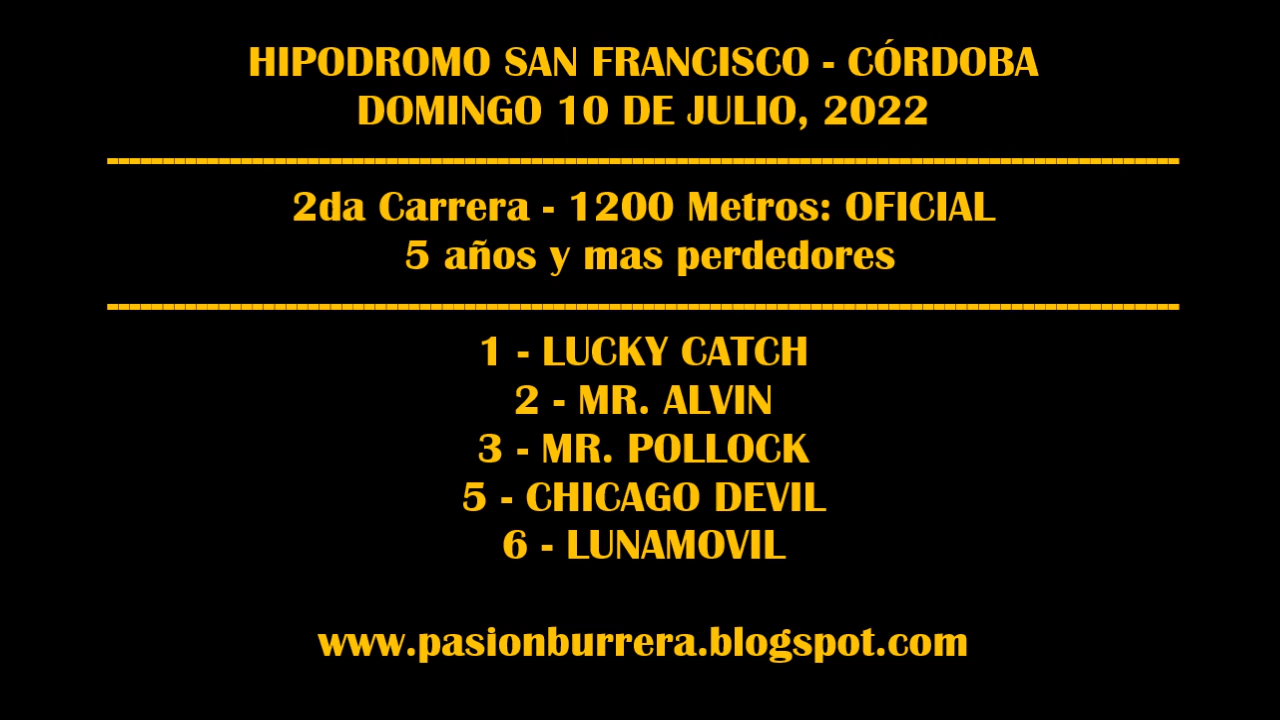 HIPODROMO SAN FRANCISCO - CÓRDOBA
DOMINGO 10 DE JULIO, 2022
2da Carrera - 1200 Metros: OFICIAL
5 años y mas perdedores
1 - LUCKY CATCH
2 - MR. ALVIN
3 - MR. POLLOCK
5 - CHICAGO DEVIL
6 - LUNAMOVIL
www.pasionburrera.blogspot.com